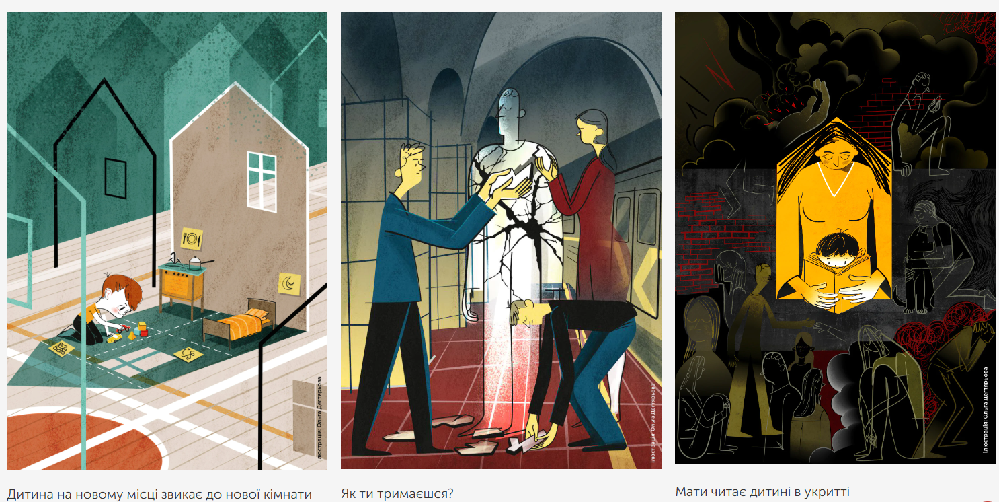 ілюстрація: Ольга Дегтярьова
ілюстрація: Ольга Дегтярьова
ілюстрація: Ольга Дегтярьова
Дитина на новому місці звикає до нової кімнати
Як ти тримаєшся?
Мати читає дитині в укритті